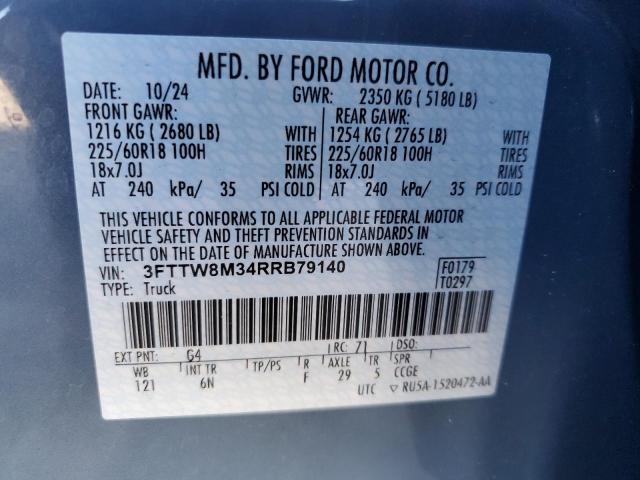 MFD. BY FORD MOTOR CO.
DATE: 10/24 GVWR: 2350 KG ( 5180 LB)
FRONT GAWR: REAR GAWR:
1216 KG ( 2680 LB) WITH 1254 KG ( 2765 LB) WITH
225/60R18 100H TIRES 225/60R18 100H TIRES
18x7.0J RIMS 18x7.0J RIMS
AT 240 kPa/ 35 PSI COLD AT 240 kPa/ 35 PSI COLD
THIS VEHICLE CONFORMS TO ALL APPLICABLE FEDERAL MOTOR
VEHICLE SAFETY AND THEFT PREVENTION STANDARDS IN
EFFECT ON THE DATE OF MANUFACTURE SHOWN ABOVE.
VIN: 3FTTW8M34RRB79140 F0179
TYPE: Truck T0297
EXT PNT: G4 RC: 71 DSO:
WB INT TR TP/PS R AXLE TR SPR
121 6N F 29 5 CCGE
UTC ▽ RU5A-1520472-AA